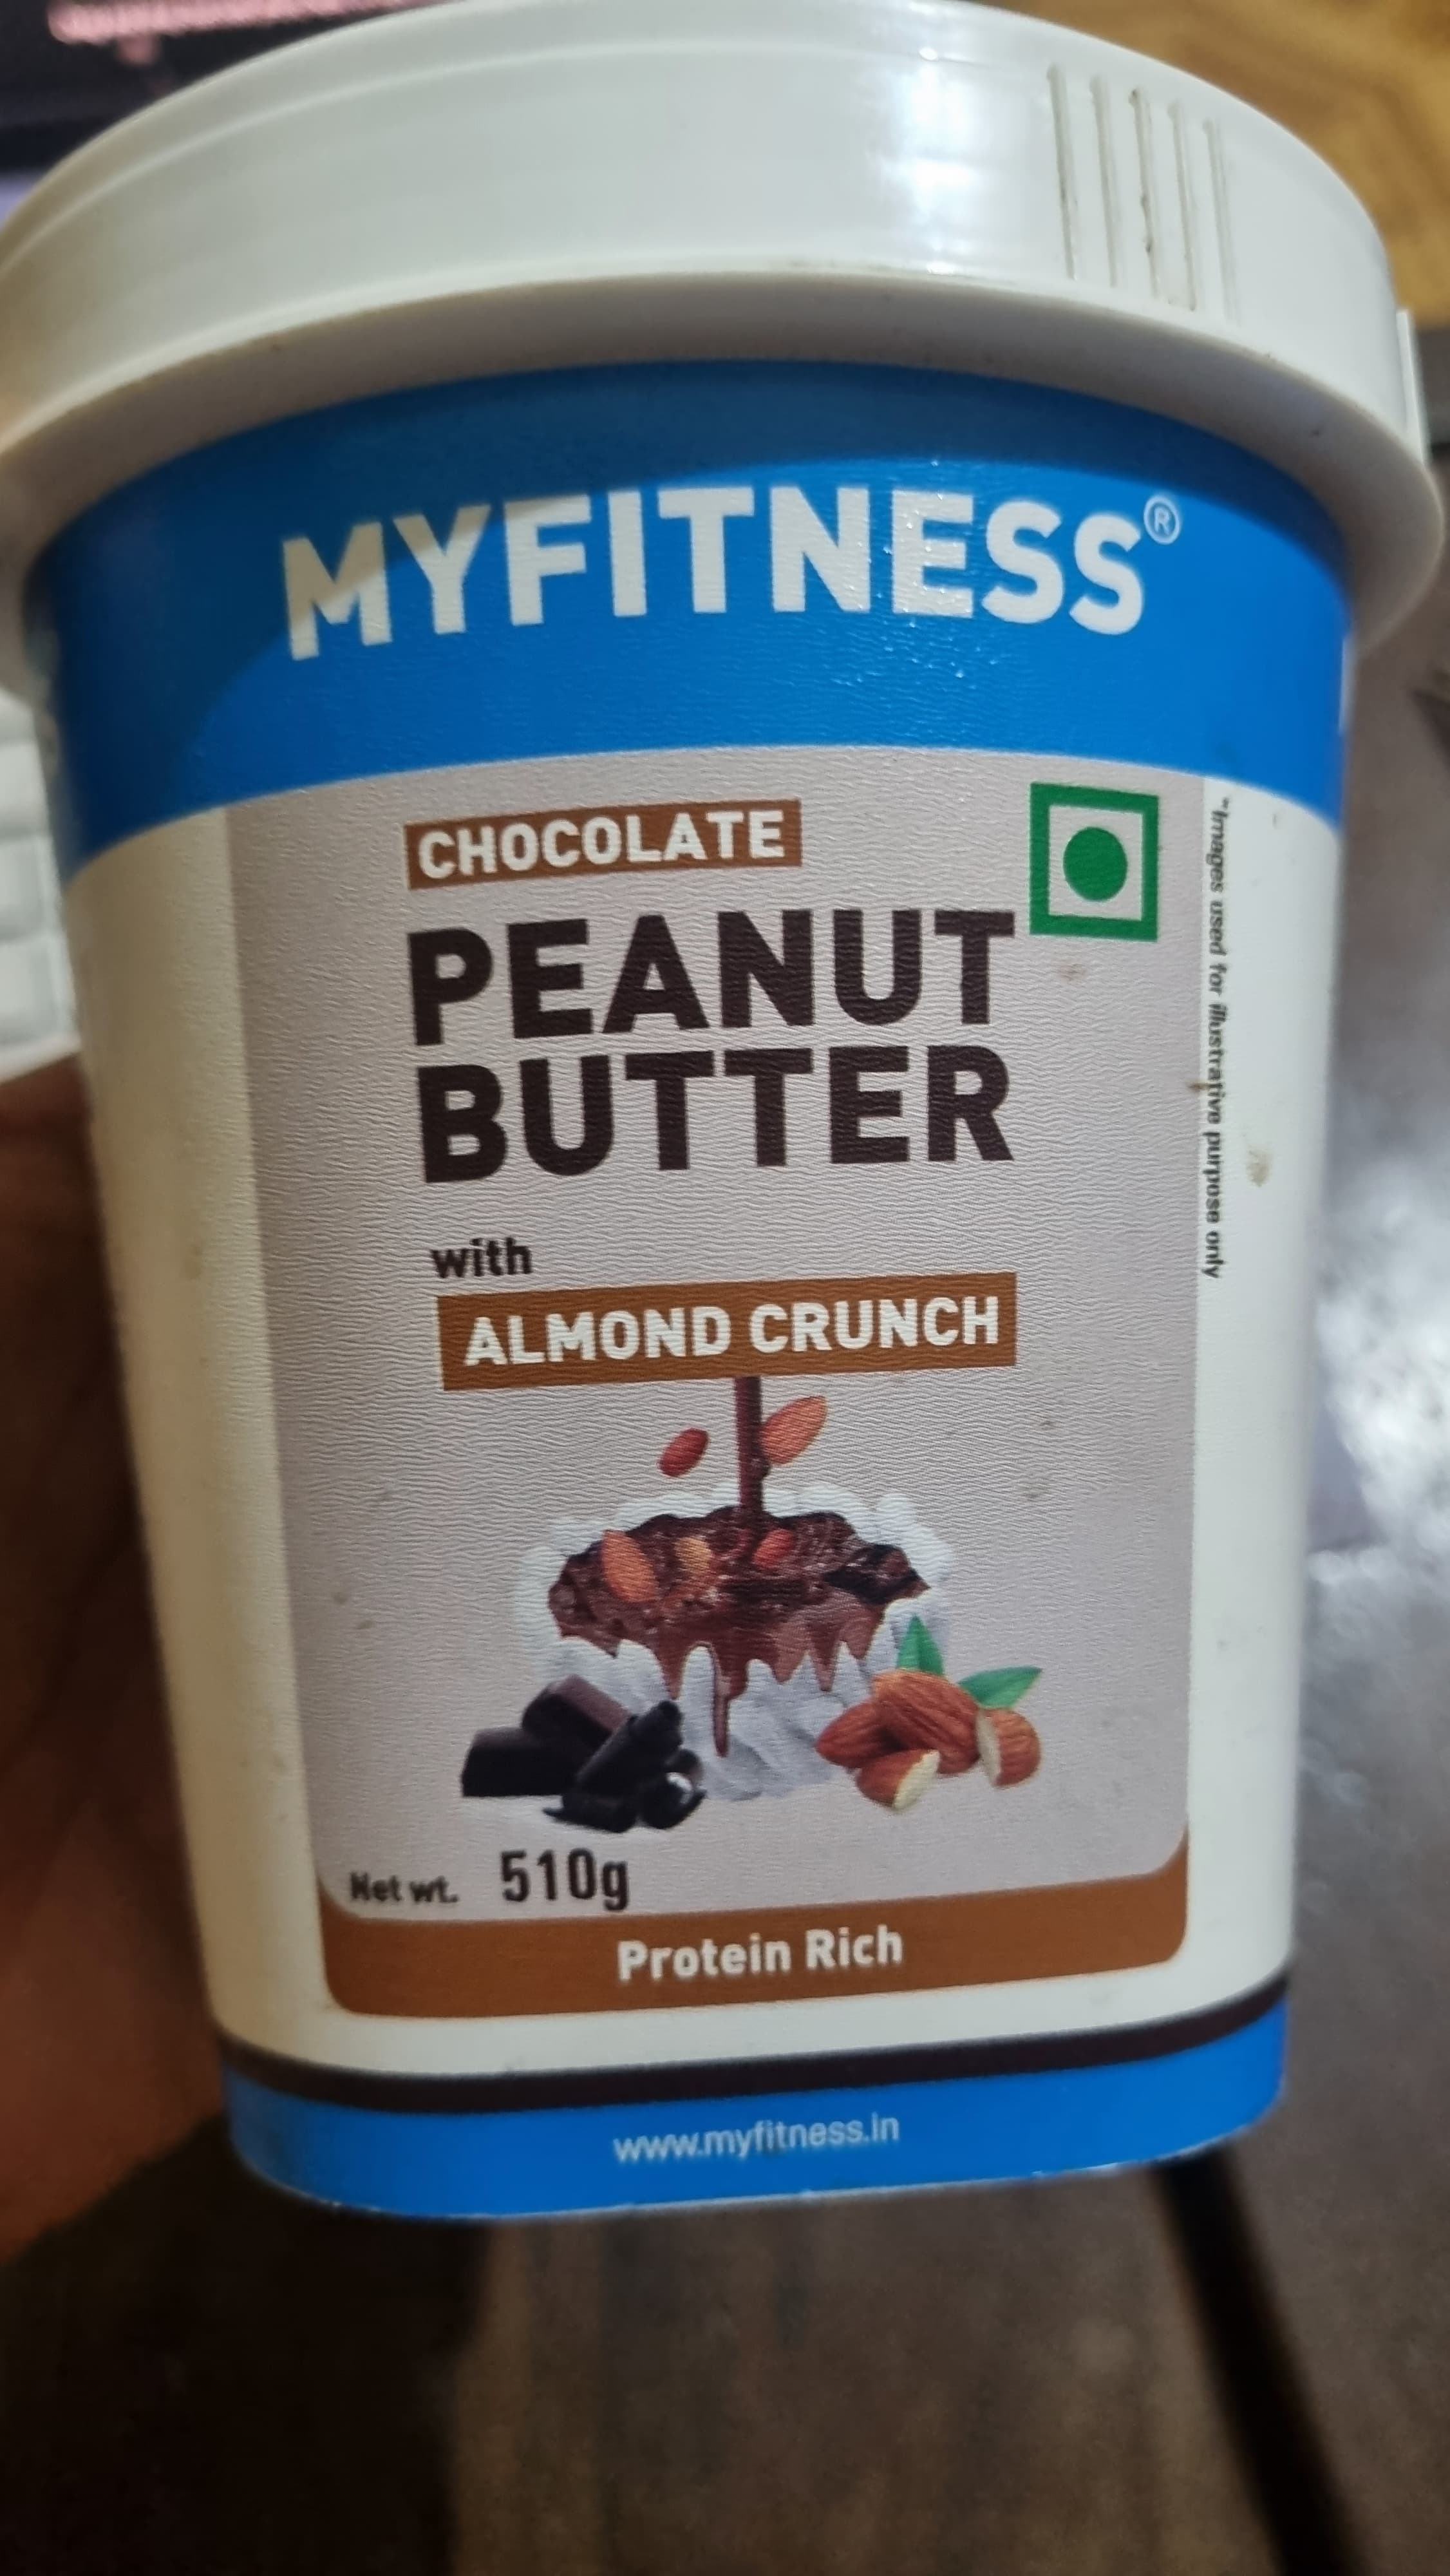 MYFITNESS®
CHOCOLATE
PEANUT
BUTTER
with
ALMOND CRUNCH
*Images used for illustrative purpose only
Net wt. 510g
Protein Rich
www.myfitness.in